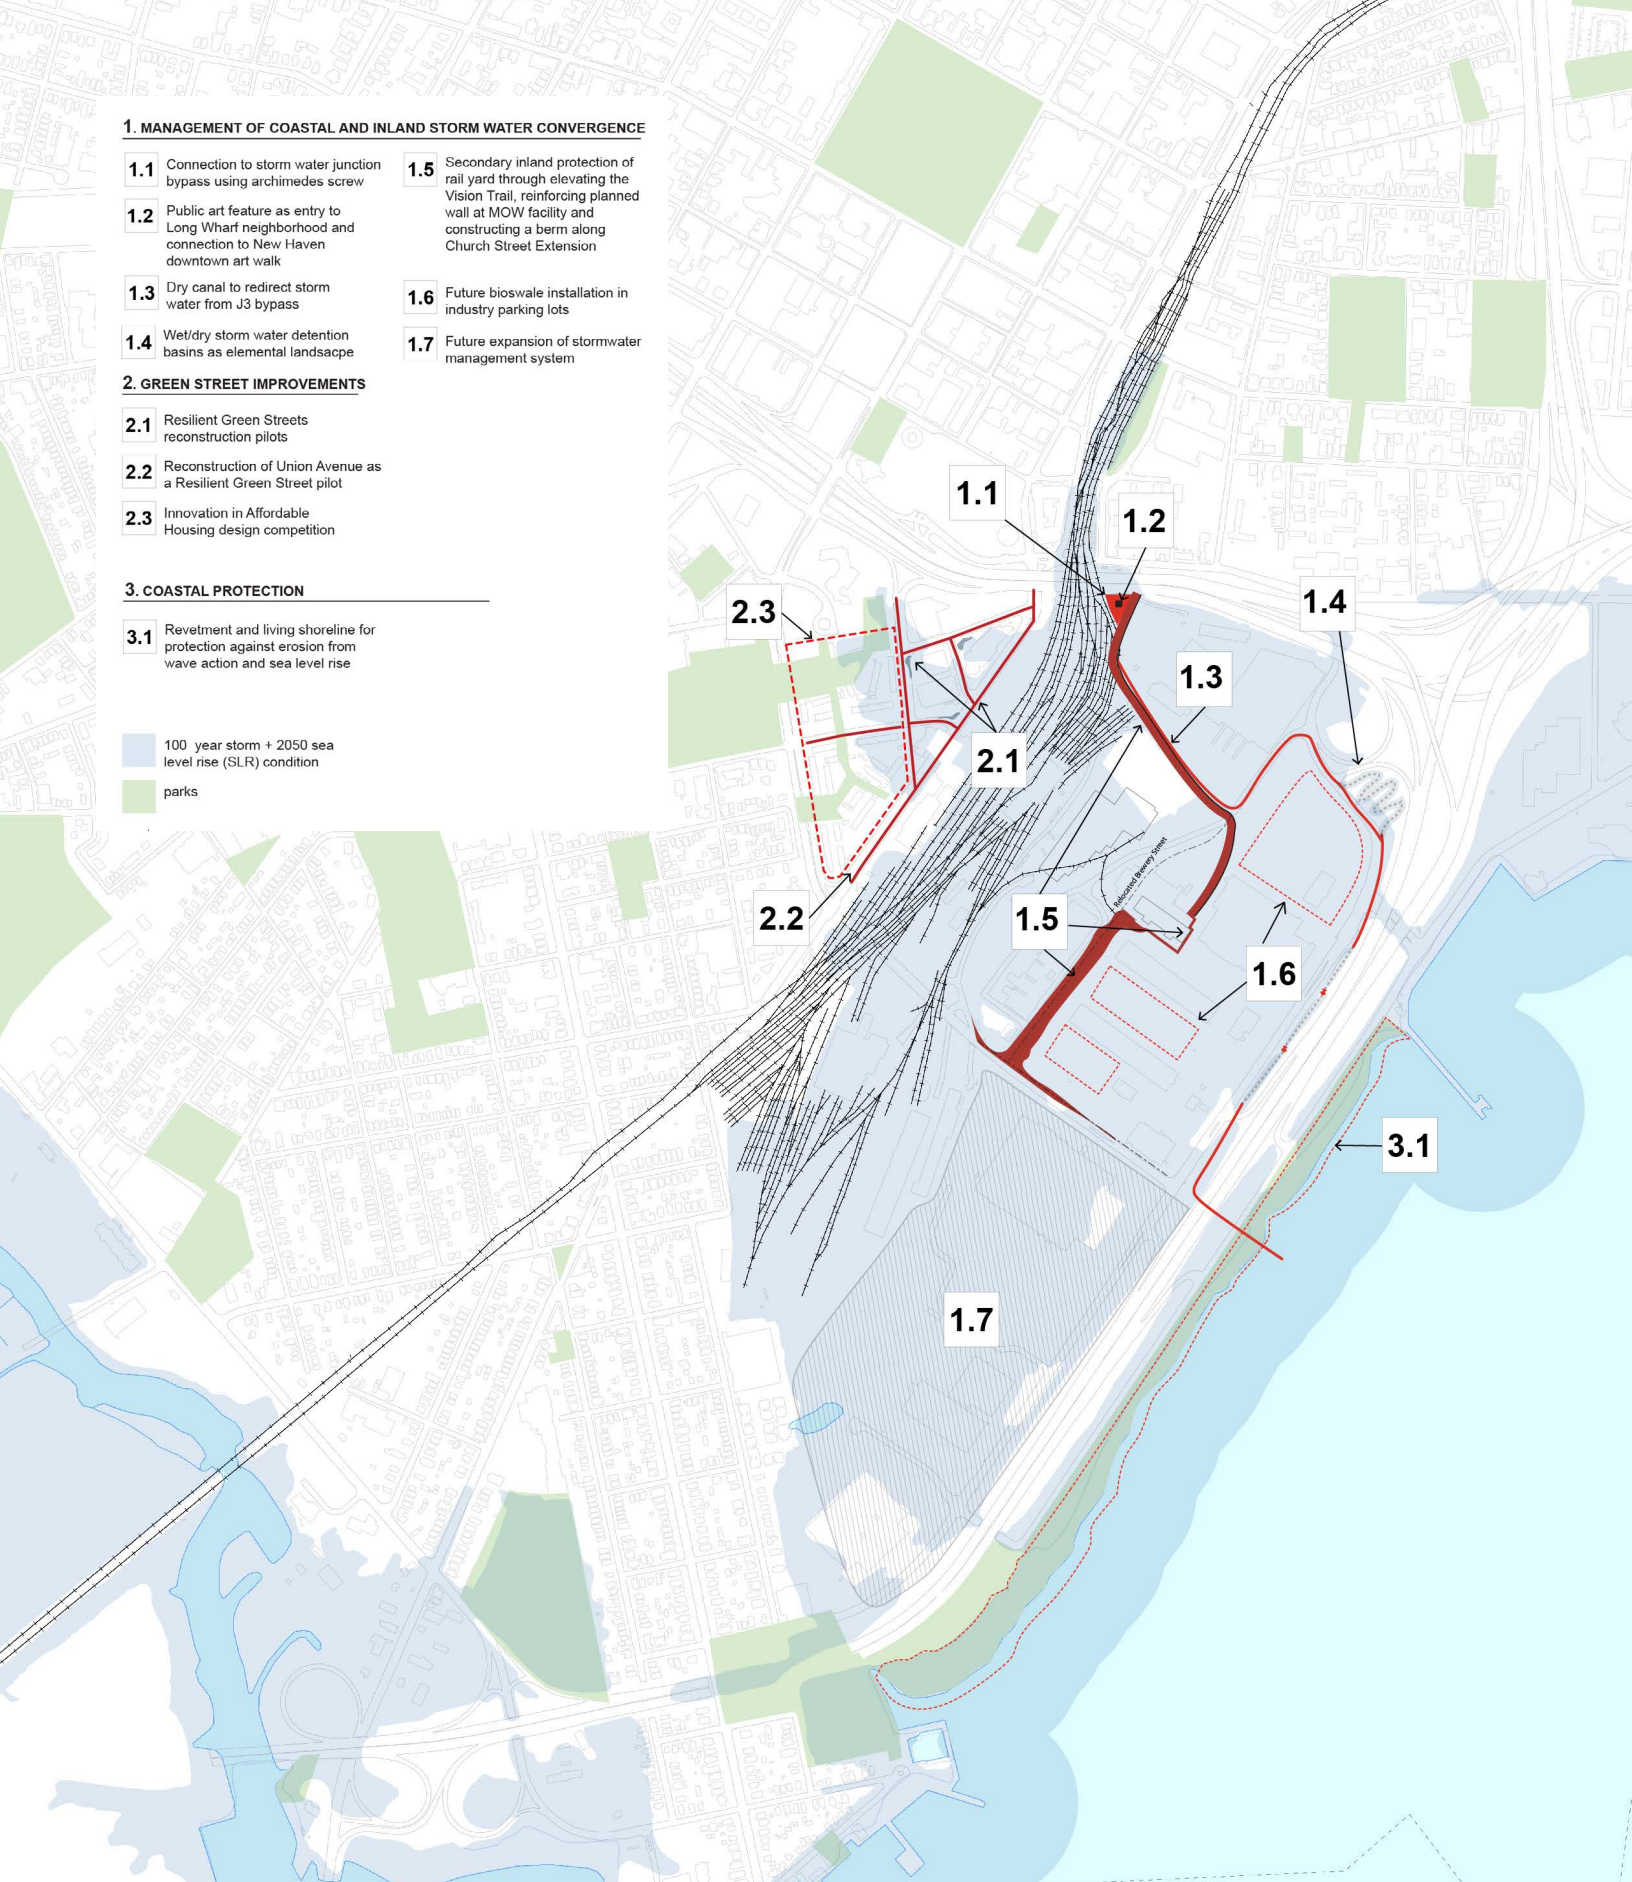 1. MANAGEMENT OF COASTAL AND INLAND STORM WATER CONVERGENCE
1.1 Connection to storm water junction
bypass using archimedes screw
1.2 Public art feature as entry to
Long Wharf neighborhood and
connection to New Haven
downtown art walk
1.3 Dry canal to redirect storm
water from J3 bypass
1.4 Wet/dry storm water detention
basins as elemental landsacpe
1.5 Secondary inland protection of
rail yard through elevating the
Vision Trail, reinforcing planned
wall at MOW facility and
constructing a berm along
Church Street Extension
1.6 Future bioswale installation in
industry parking lots
1.7 Future expansion of stormwater
management system
2. GREEN STREET IMPROVEMENTS
2.1 Resilient Green Streets
reconstruction pilots
2.2 Reconstruction of Union Avenue as
a Resilient Green Street pilot
2.3 Innovation in Affordable
Housing design competition
3. COASTAL PROTECTION
3.1 Revetment and living shoreline for
protection against erosion from
wave action and sea level rise
100 year storm + 2050 sea
level rise (SLR) condition
parks
1.1
1.2
2.3
1.4
1.3
2.1
2.2
1.5
Relocated Brewery Street
1.6
3.1
1.7